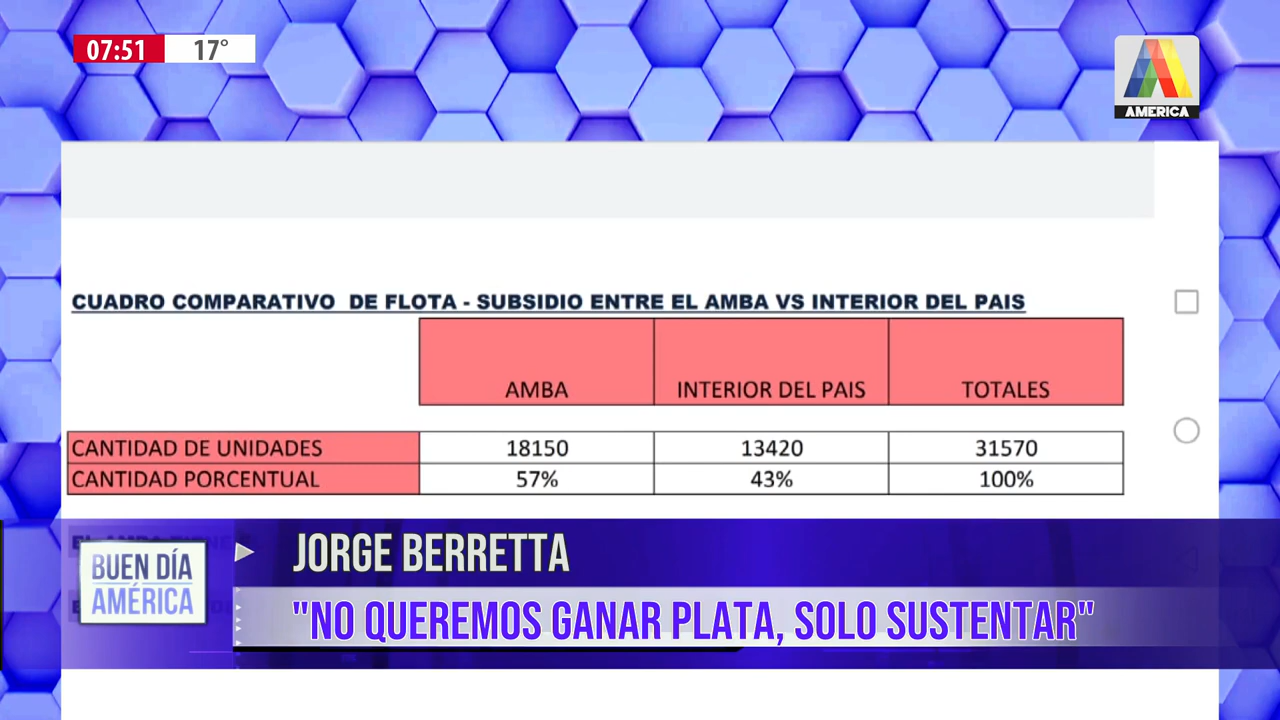 07:51 17°
AMERICA
CUADRO COMPARATIVO DE FLOTA - SUBSIDIO ENTRE EL AMBA VS INTERIOR DEL PAIS
AMBA INTERIOR DEL PAIS TOTALES
CANTIDAD DE UNIDADES 18150 13420 31570
CANTIDAD PORCENTUAL 57% 43% 100%
JORGE BERRETTA
BUEN DÍA
AMÉRICA
"NO QUEREMOS GANAR PLATA, SOLO SUSTENTAR"